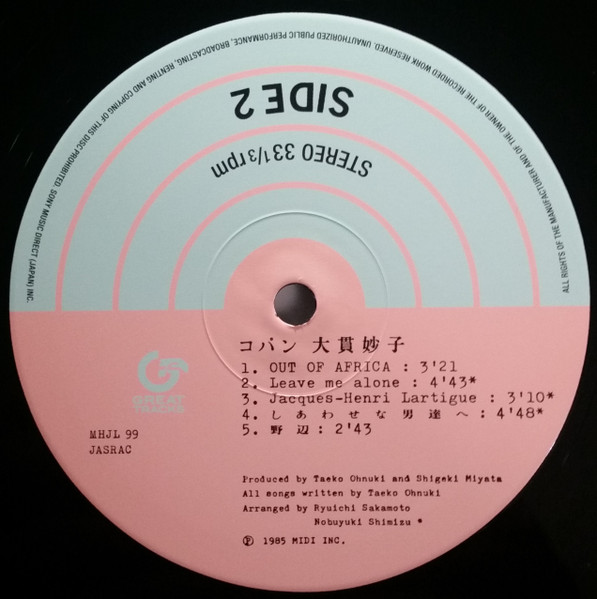 ALL RIGHTS OF THE MANUFACTURER AND OF THE OWNER OF THE RECORDED WORK RESERVED. UNAUTHORIZED PUBLIC PERFORMANCE, BROADCASTING, RENTING AND COPYING OF THIS DISC PROHIBITED. SONY MUSIC DIRECT (JAPAN) INC.
SIDE 2
STEREO 33 1/3 rpm
コパン 大貫妙子
1. OUT OF AFRICA : 3'21
2. Leave me alone : 4'43*
3. Jacques-Henri Lartigue : 3'10*
4. しあわせな男達へ : 4'48*
5. 野辺 : 2'43
GREAT
TRACKS
MHJL 99
JASRAC
Produced by Taeko Ohnuki and Shigeki Miyata
All songs written by Taeko Ohnuki
Arranged by Ryuichi Sakamoto
Nobuyuki Shimizu *
Ⓟ 1985 MIDI INC.